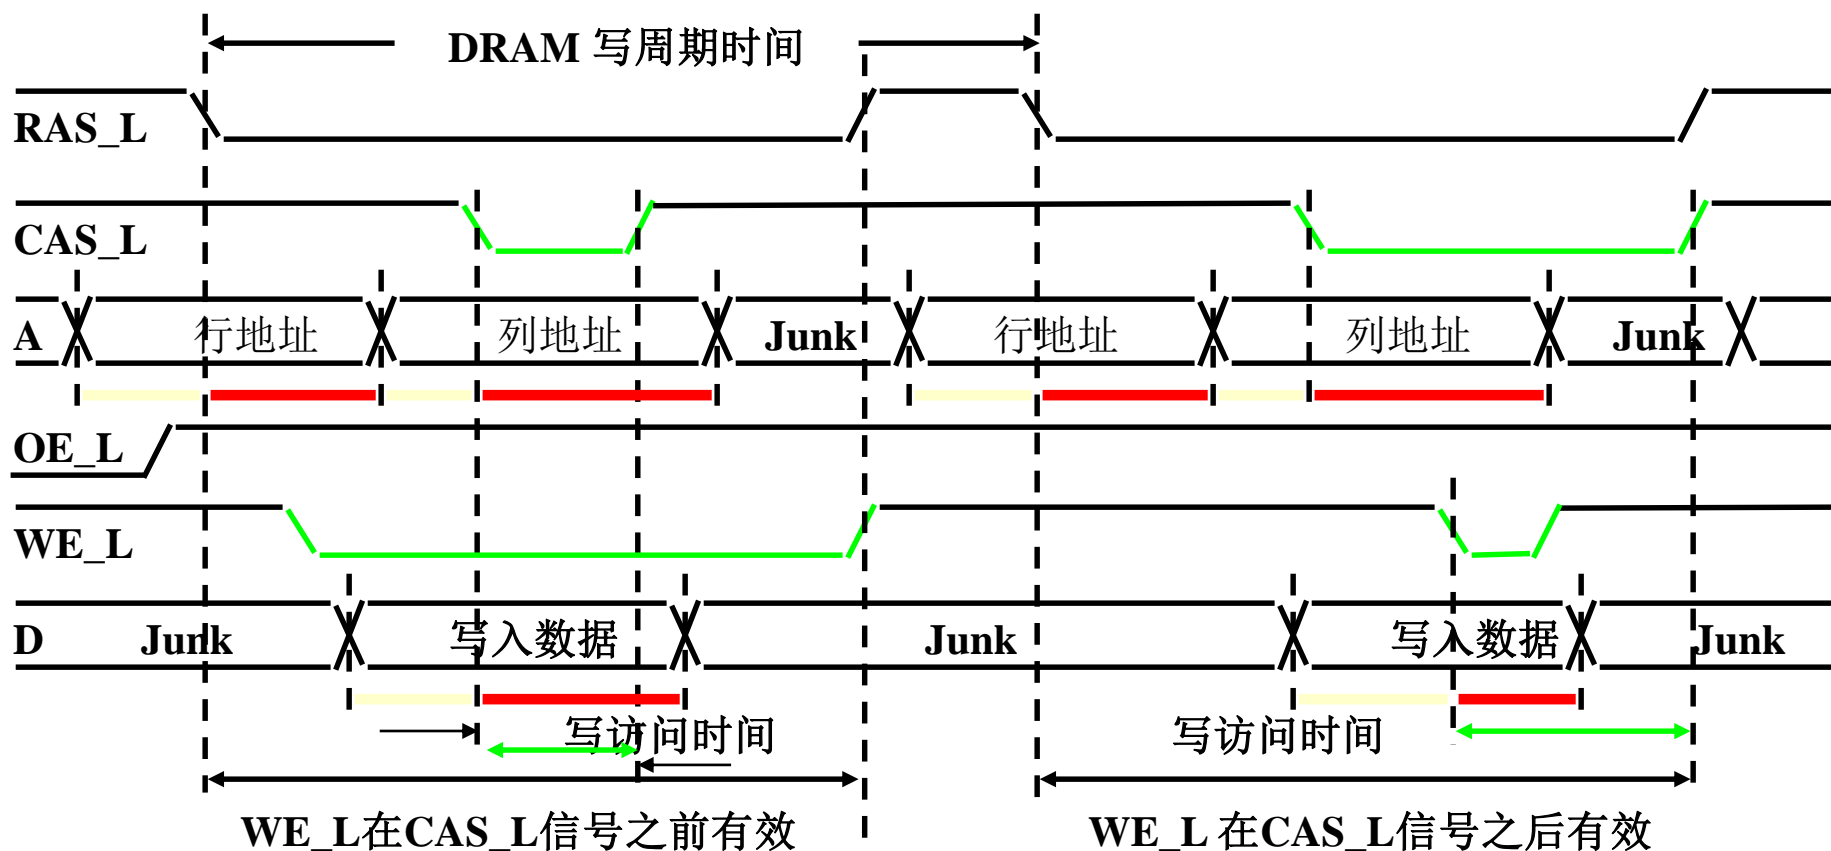 DRAM 写周期时间
RAS_L
CAS_L
A 行地址 列地址 Junk 行地址 列地址 Junk
OE_L
WE_L
D Junk 写入数据 Junk 写入数据 Junk
写访问时间 写访问时间
WE_L在CAS_L信号之前有效 WE_L 在CAS_L信号之后有效